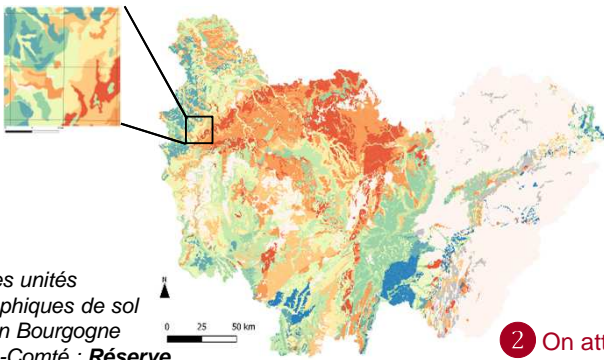 N
0 25 50 km
es unités
phiques de sol
n Bourgogne
-Comté : Réserve
2 On att